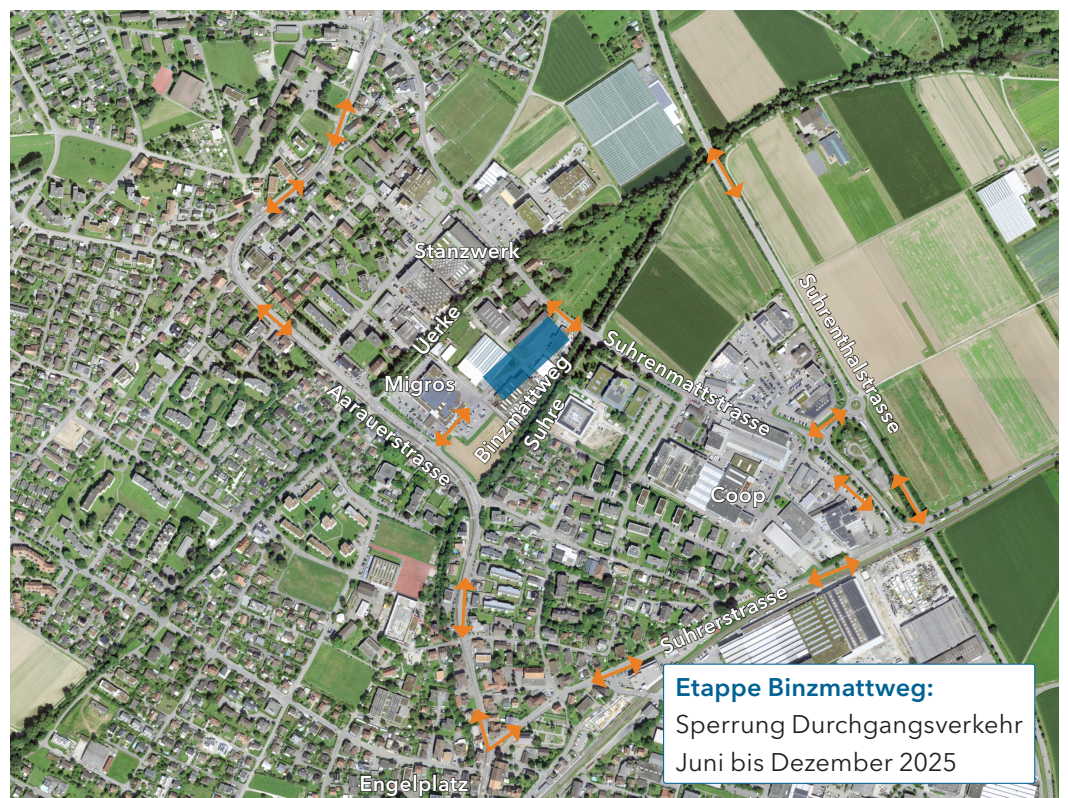 Stanzwerk
Uerke
Migros
Aarauerstrasse
Binzmattweg
Suhre
Suhrenmattstrasse
Suhrenthalstrasse
Coop
Suhrerstrasse
Engelplatz
Etappe Binzmattweg:
Sperrung Durchgangsverkehr
Juni bis Dezember 2025